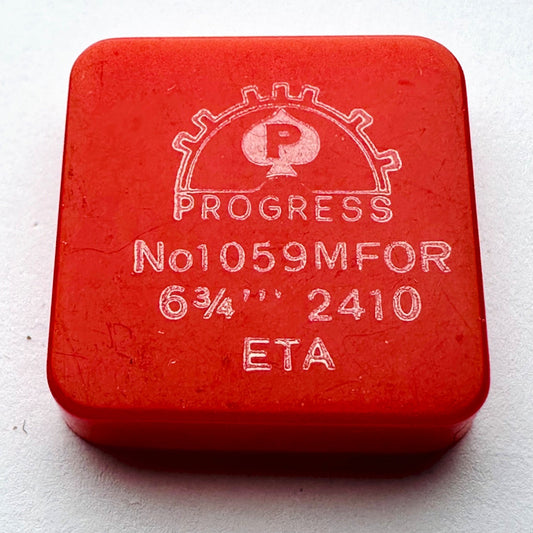 P
PROGRESS
No1059MFOR
6¾''' 2410
ETA